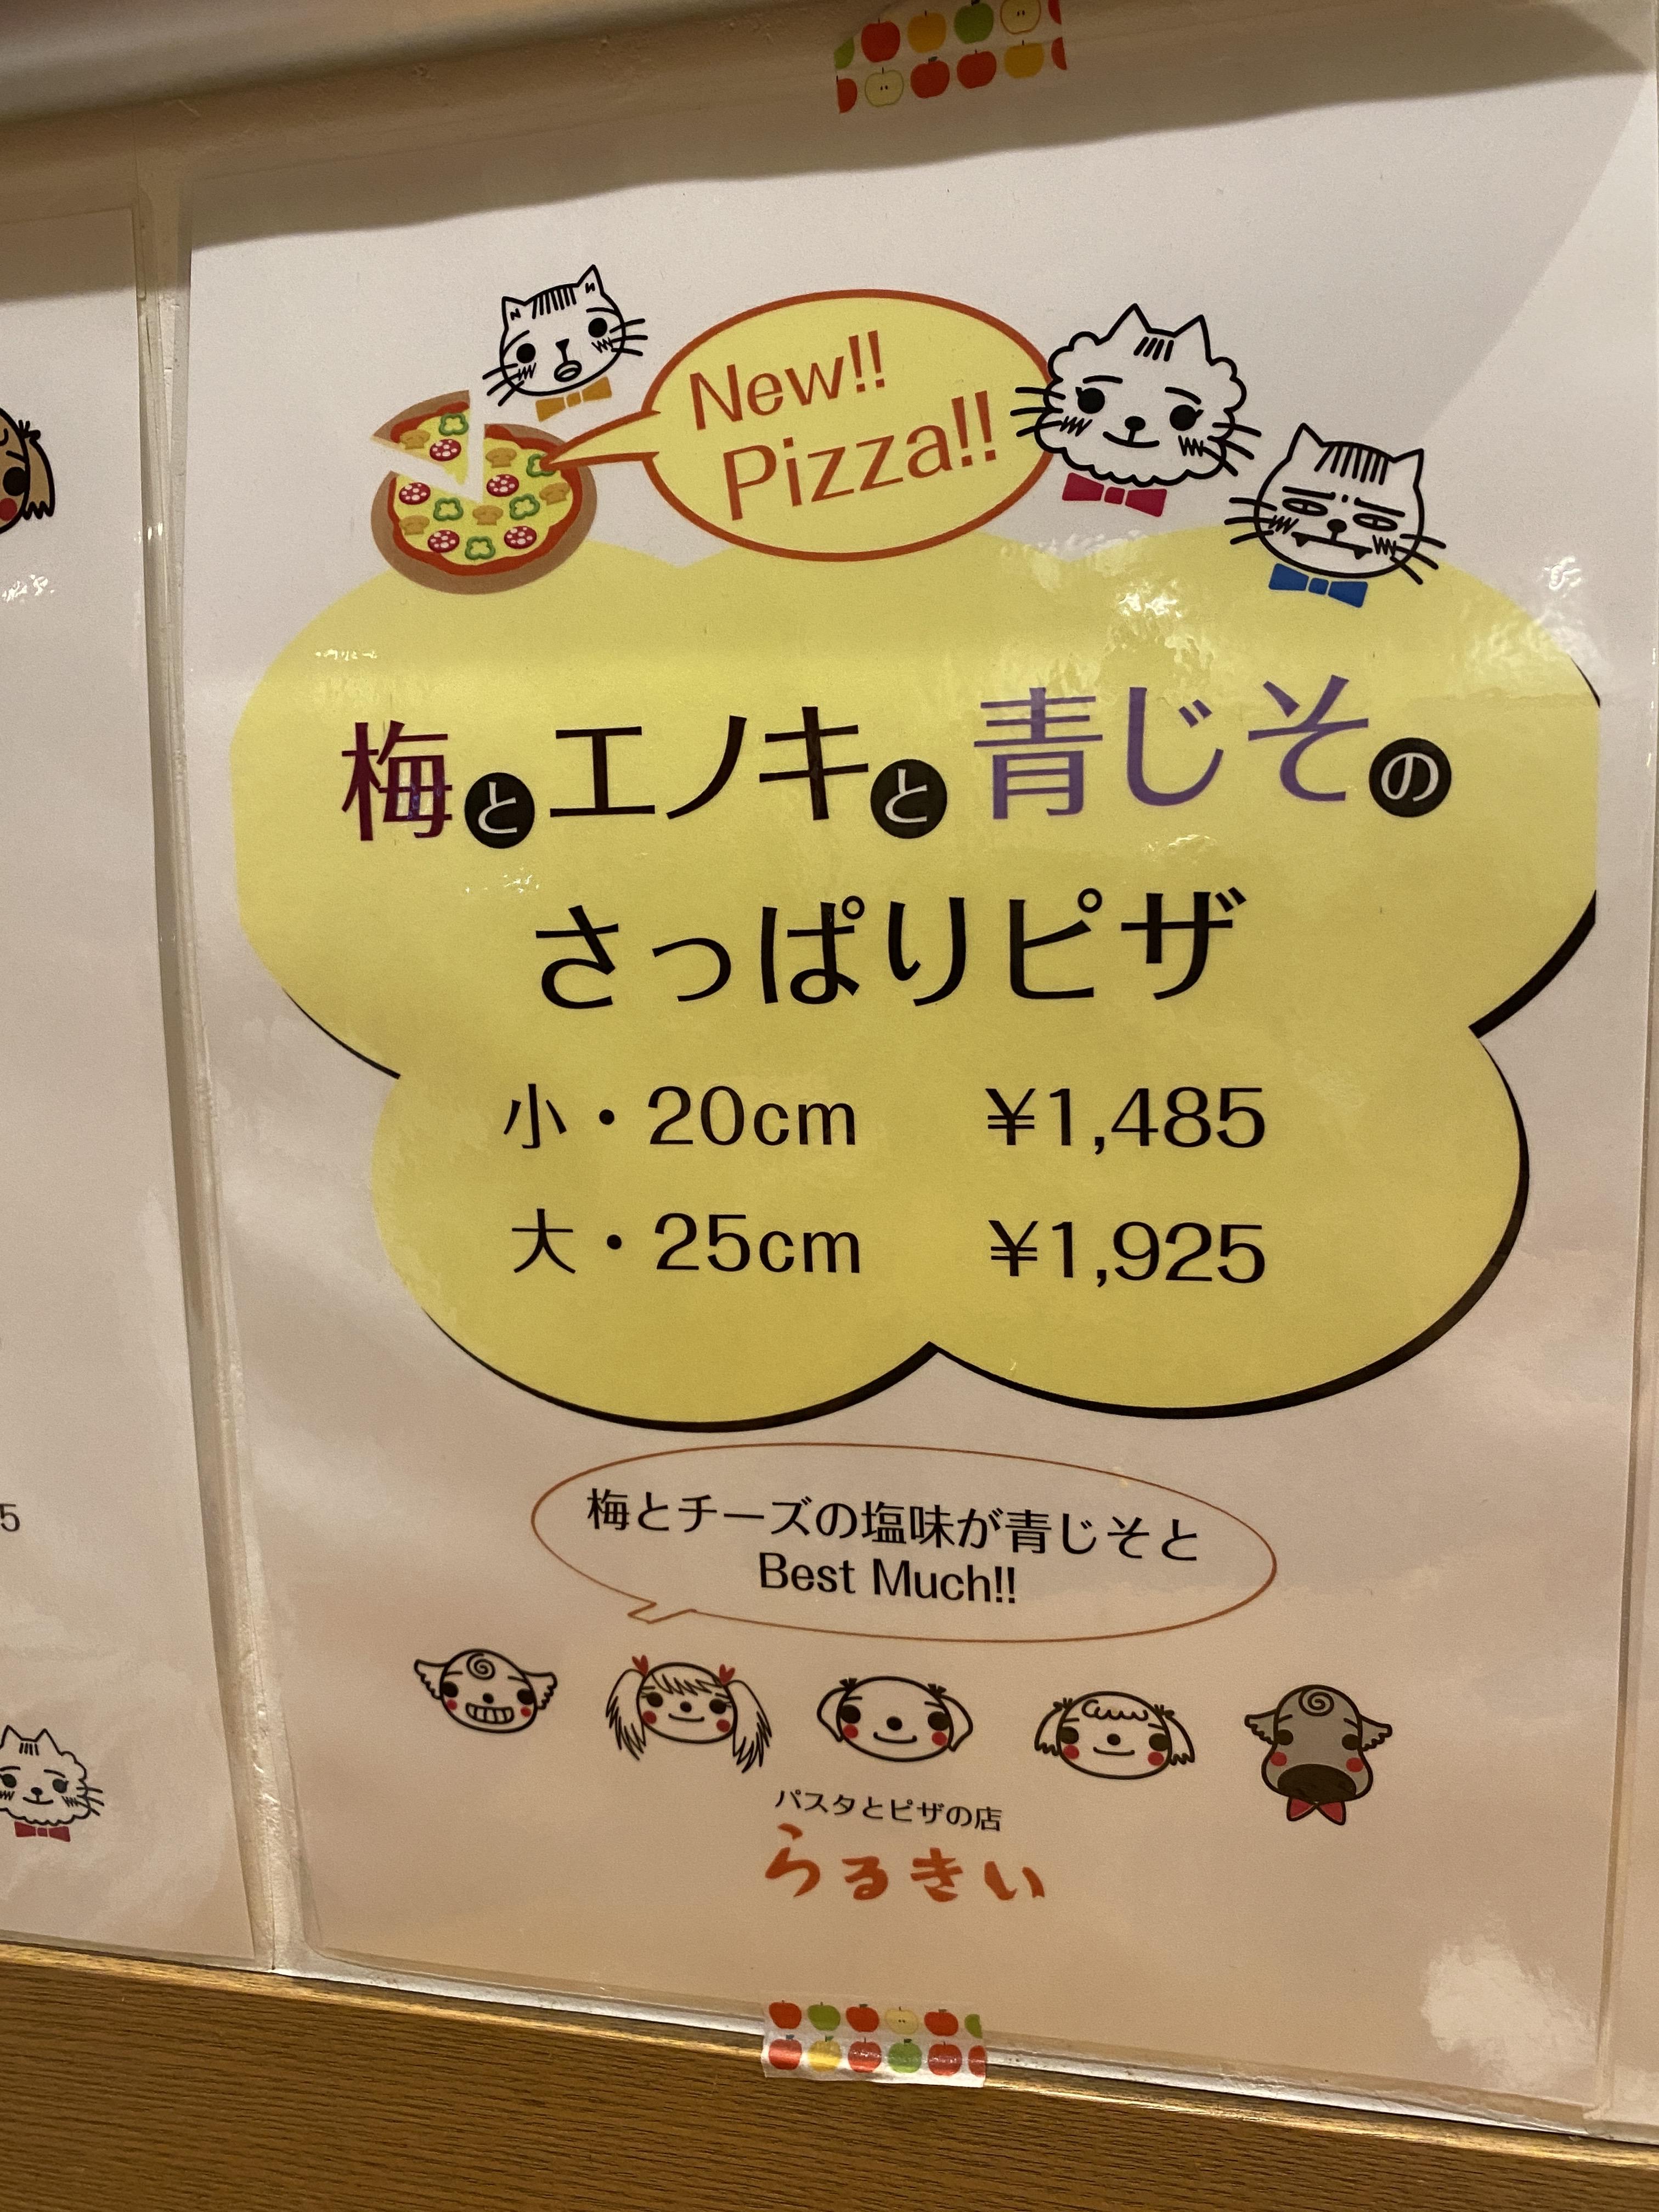 New!!
Pizza!!
梅とエノキと青じその
さっぱりピザ
小・20cm ¥1,485
大・25cm ¥1,925
梅とチーズの塩味が青じそと
Best Much!!
パスタとピザの店
らるきい
5